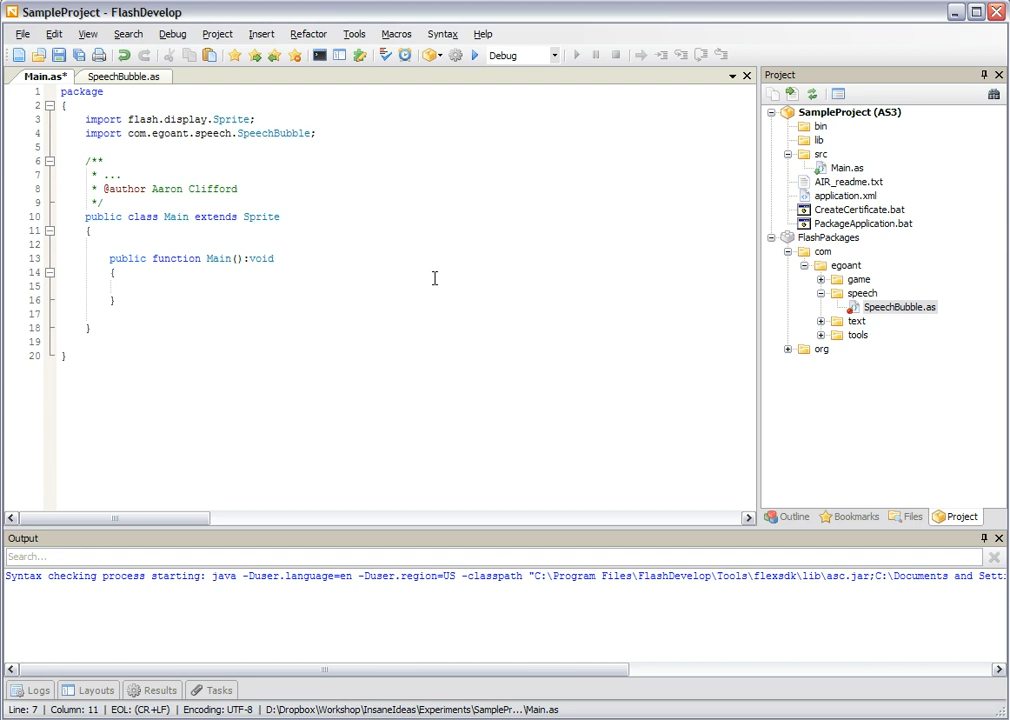 SampleProject - FlashDevelop
File Edit View Search Debug Project Insert Refactor Tools Macros Syntax Help
Debug
Main.as* SpeechBubble.as
1 package
2 {
3 import flash.display.Sprite;
4 import com.egoant.speech.SpeechBubble;
5
6 /**
7 * ...
8 * @author Aaron Clifford
9 */
10 public class Main extends Sprite
11 {
12
13 public function Main():void
14 {
15
16 }
17
18 }
19
20 }
Project
SampleProject (AS3)
bin
lib
src
Main.as
AIR_readme.txt
application.xml
CreateCertificate.bat
PackageApplication.bat
FlashPackages
com
egoant
game
speech
SpeechBubble.as
text
tools
org
Outline Bookmarks Files Project
Output
Search...
Syntax checking process starting: java -Duser.language=en -Duser.region=US -classpath "C:\Program Files\FlashDevelop\Tools\flexsdk\lib\asc.jar;C:\Documents and Sett:
Logs Layouts Results Tasks
Line: 7 Column: 11 EOL: (CR+LF) Encoding: UTF-8 D:\Dropbox\Workshop\InsaneIdeas\Experiments\SamplePr...\Main.as